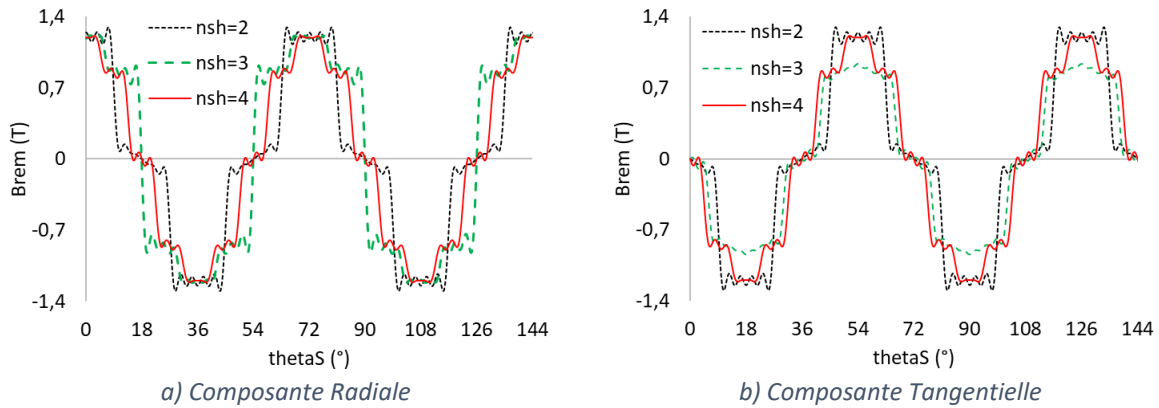 1,4
nsh=2
nsh=3
nsh=4
0,7
0
-0,7
-1,4
Brem (T)
0 18 36 54 72 90 108 126 144
thetaS (°)
a) Composante Radiale
1,4
nsh=2
nsh=3
nsh=4
0,7
0
-0,7
-1,4
Brem (T)
0 18 36 54 72 90 108 126 144
thetaS (°)
b) Composante Tangentielle